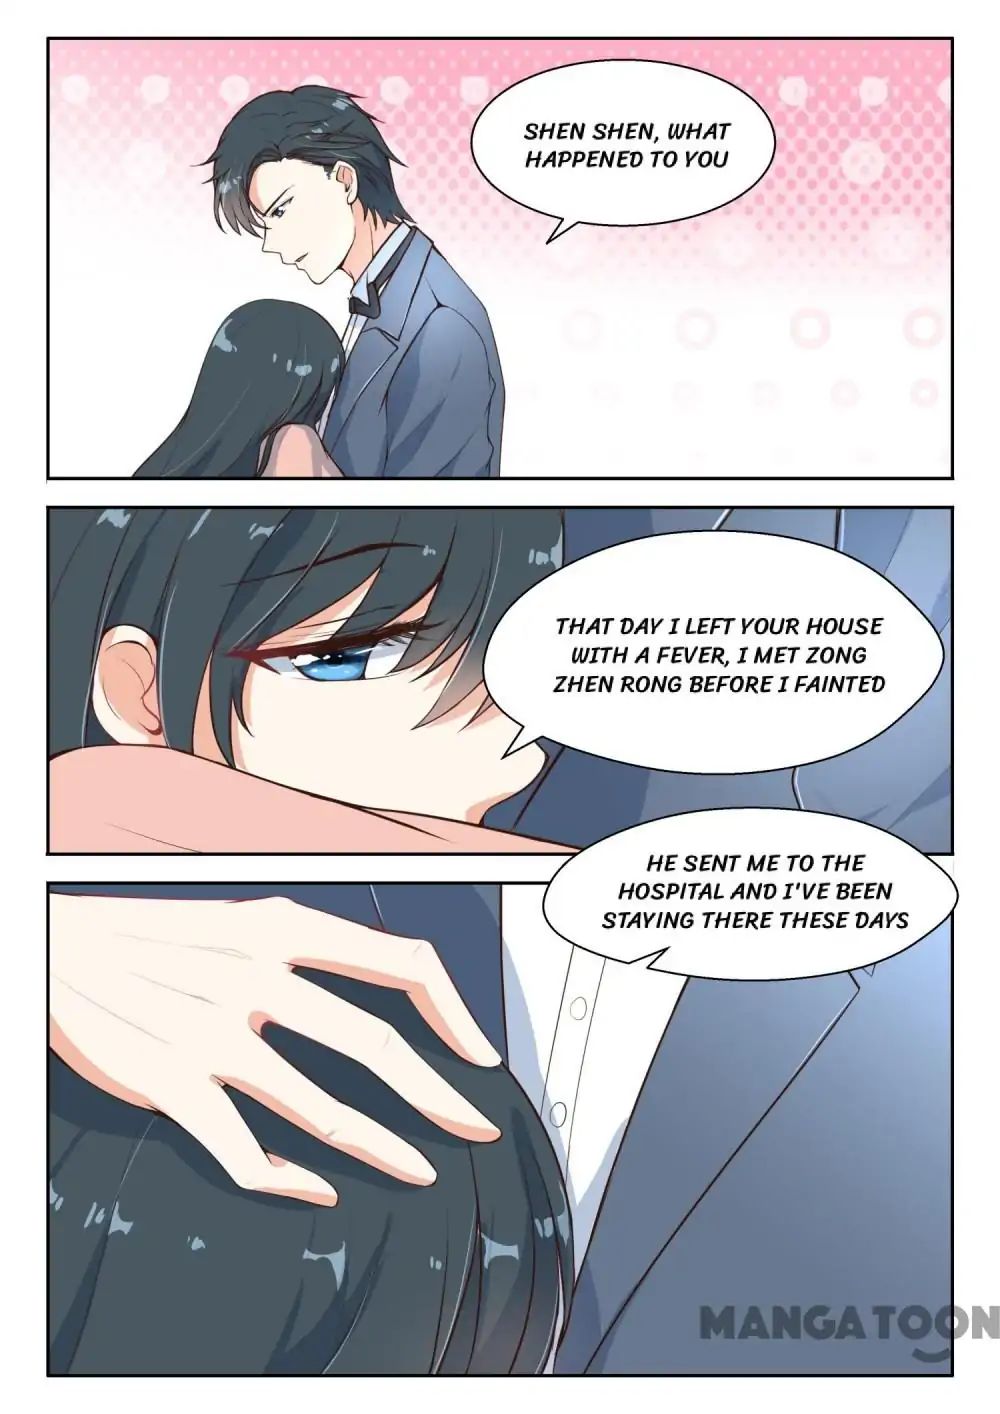 SHEN SHEN, WHAT
HAPPENED TO YOU
THAT DAY I LEFT YOUR HOUSE
WITH A FEVER, I MET ZONG
ZHEN RONG BEFORE I FAINTED
HE SENT ME TO THE
HOSPITAL AND I'VE BEEN
STAYING THERE THESE DAYS
MANGATOON